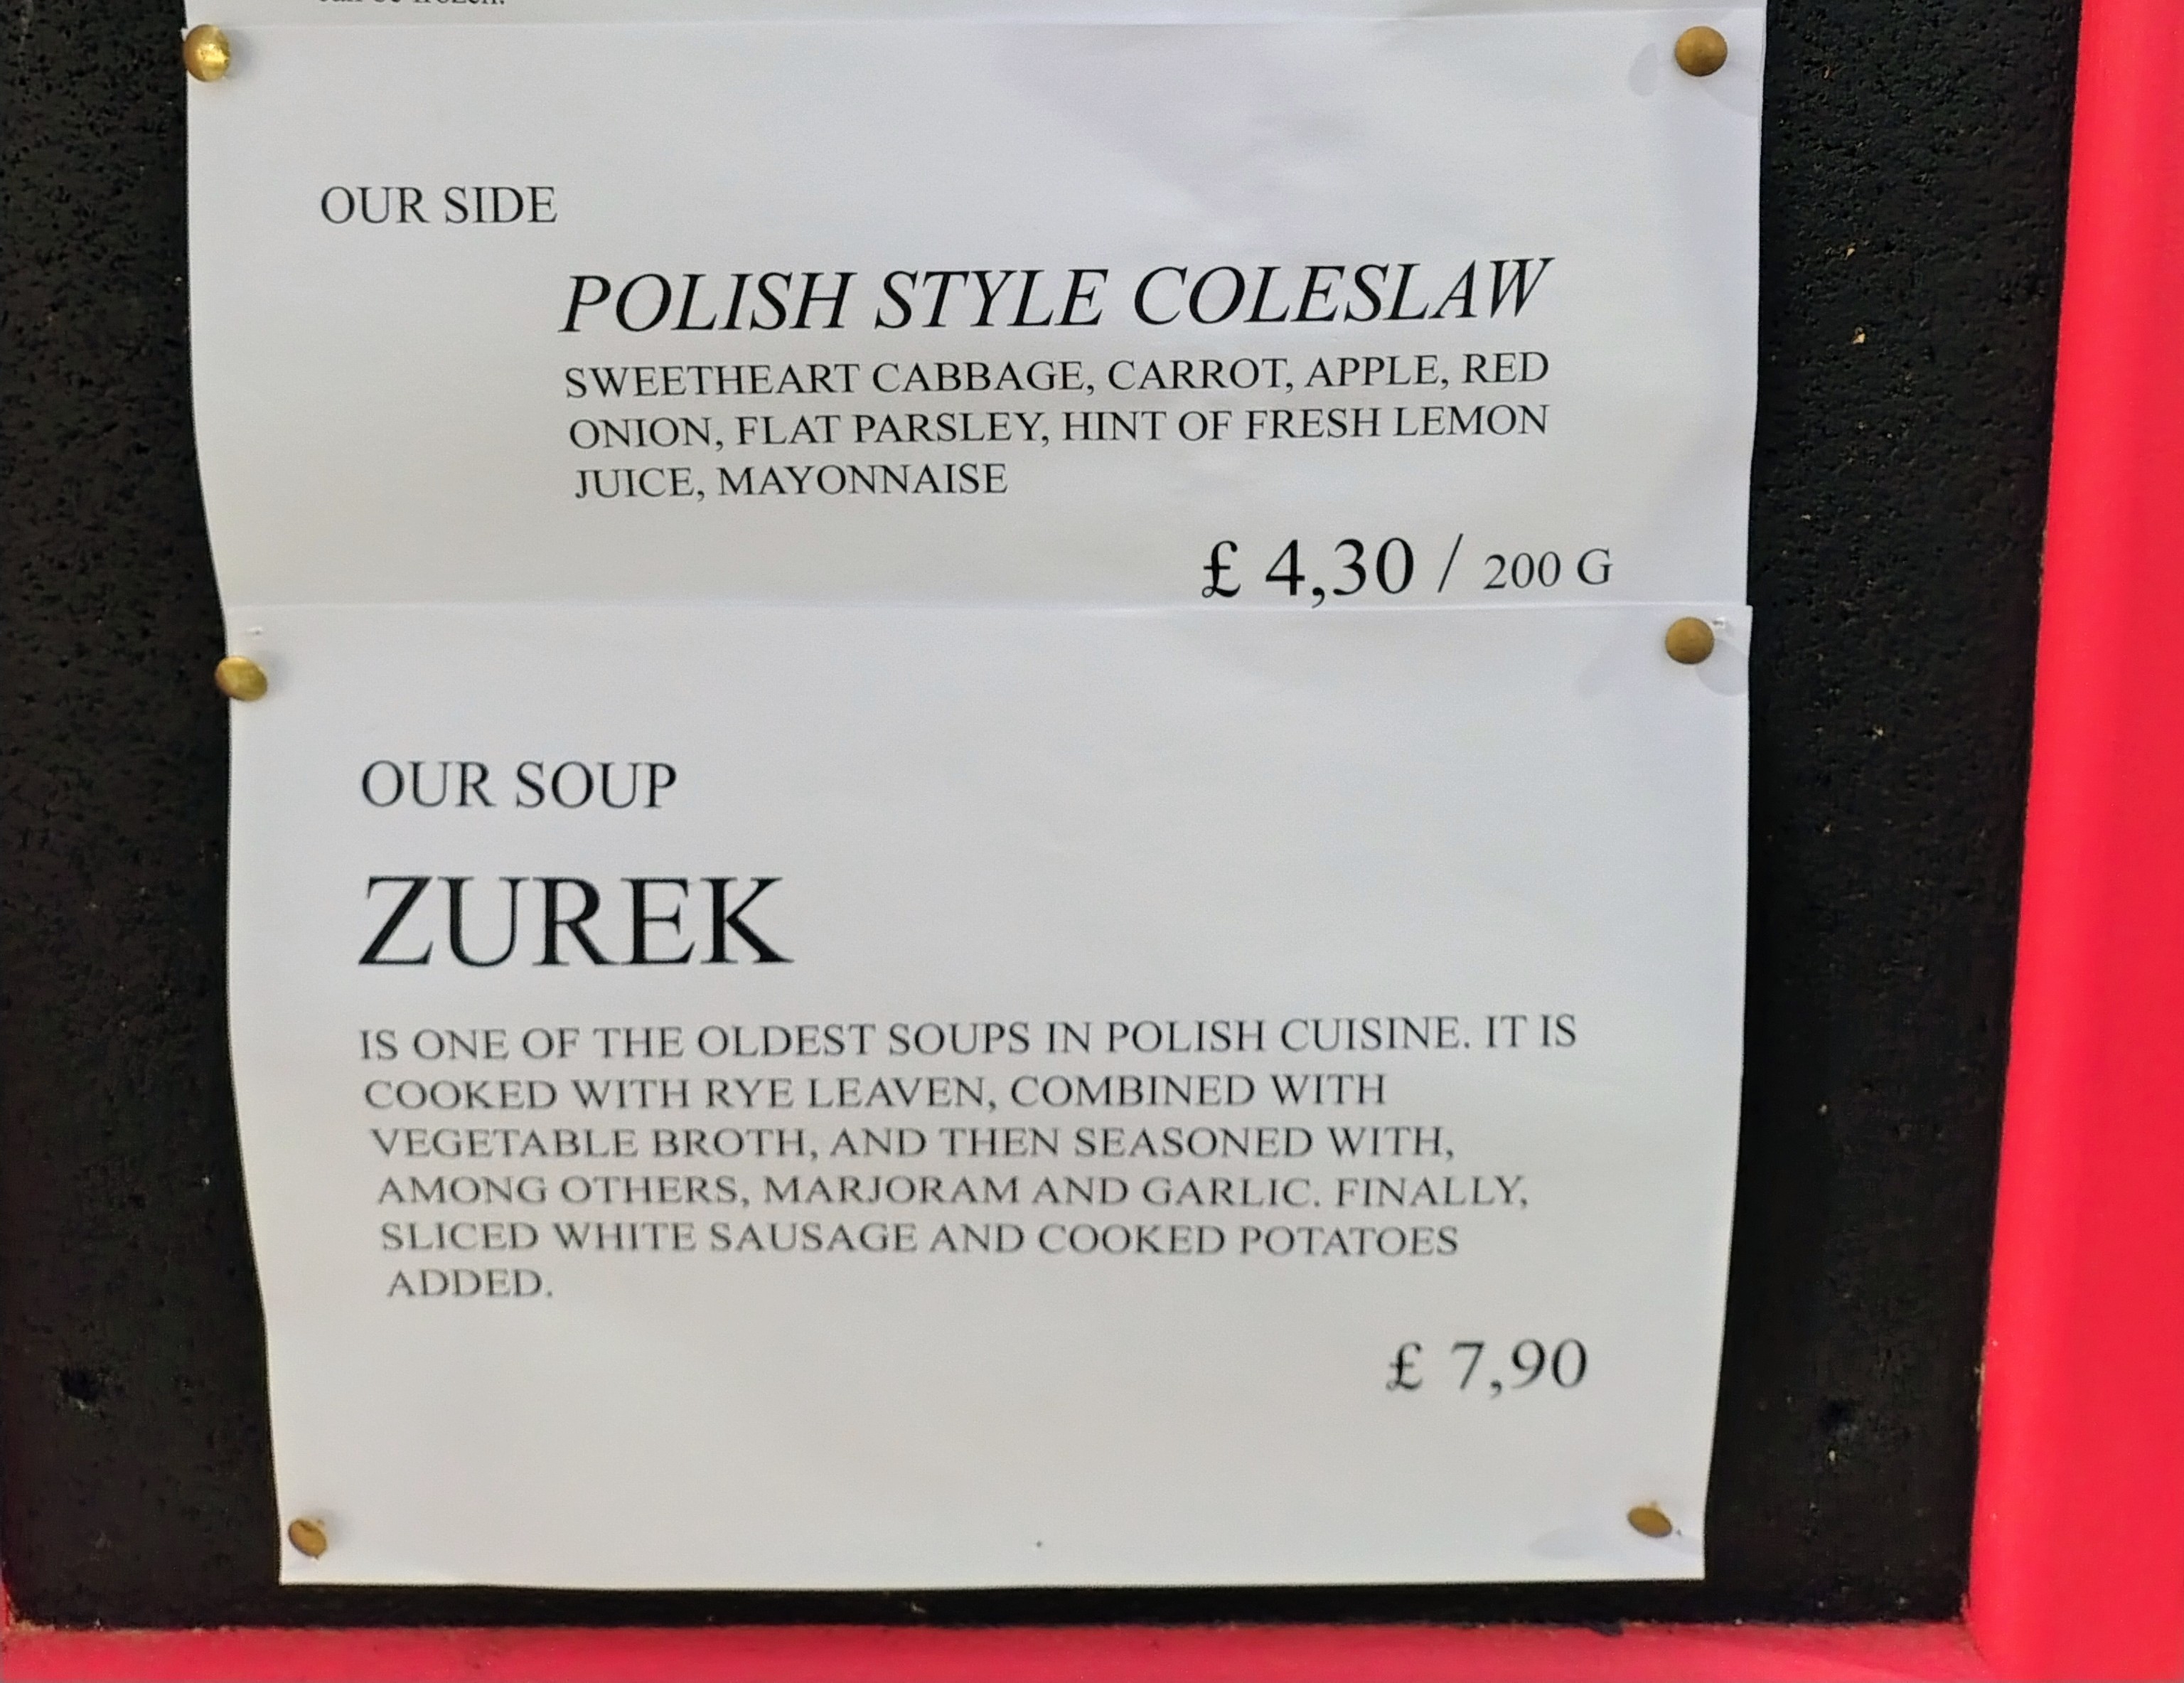 can be frozen.
OUR SIDE
POLISH STYLE COLESLAW
SWEETHEART CABBAGE, CARROT, APPLE, RED
ONION, FLAT PARSLEY, HINT OF FRESH LEMON
JUICE, MAYONNAISE
£ 4,30 / 200 G
OUR SOUP
ZUREK
IS ONE OF THE OLDEST SOUPS IN POLISH CUISINE. IT IS
COOKED WITH RYE LEAVEN, COMBINED WITH
VEGETABLE BROTH, AND THEN SEASONED WITH,
AMONG OTHERS, MARJORAM AND GARLIC. FINALLY,
SLICED WHITE SAUSAGE AND COOKED POTATOES
ADDED.
£ 7,90